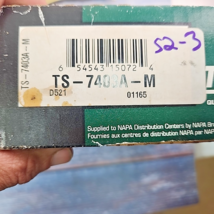 TS-7403A-M
S2-3
6 54543 15072 4
TS-7403A-M
D521 01165
Supplied to NAPA Distribution Centers by NAPA
Fournies aux centres de distribution NAPA par NAPA